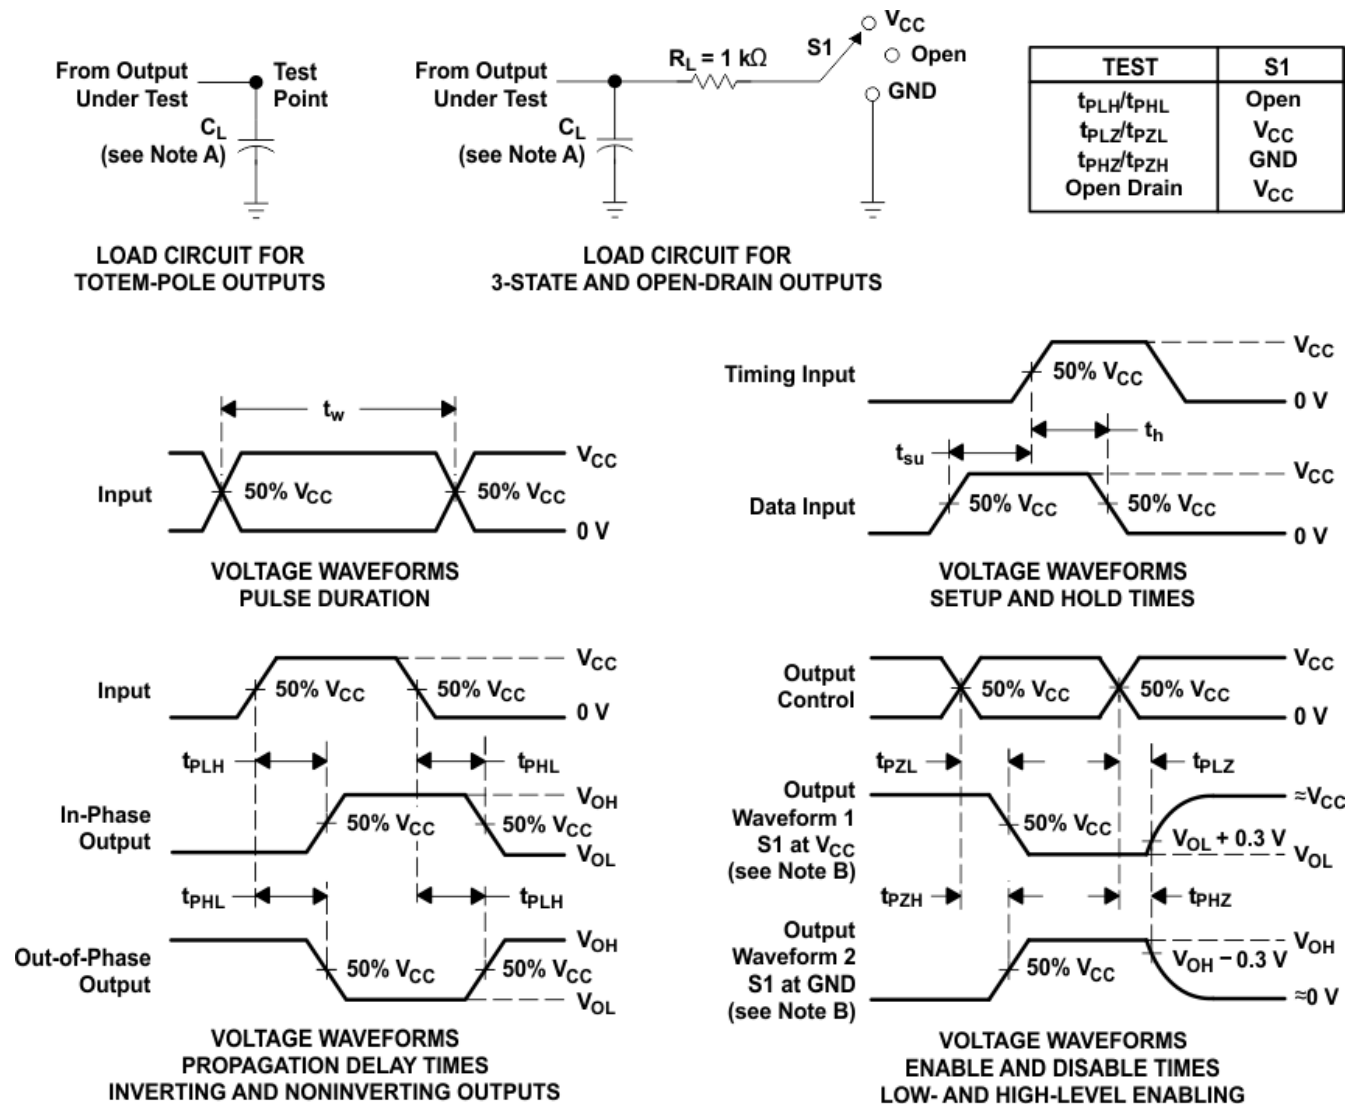 From Output
Under Test
Test
Point
CL
(see Note A)
LOAD CIRCUIT FOR
TOTEM-POLE OUTPUTS
From Output
Under Test
RL = 1 kΩ
S1
VCC
Open
GND
CL
(see Note A)
LOAD CIRCUIT FOR
3-STATE AND OPEN-DRAIN OUTPUTS
TEST S1
tPLH/tPHL Open
tPLZ/tPZL VCC
tPHZ/tPZH GND
Open Drain VCC
tw
VCC
Input 50% VCC 50% VCC
0 V
VOLTAGE WAVEFORMS
PULSE DURATION
VCC
Timing Input 50% VCC
0 V
th
tsu
VCC
Data Input 50% VCC 50% VCC
0 V
VOLTAGE WAVEFORMS
SETUP AND HOLD TIMES
VCC
Input 50% VCC 50% VCC
0 V
tPLH tPHL
VOH
In-Phase
Output
50% VCC 50% VCC
VOL
tPHL tPLH
VOH
Out-of-Phase
Output
50% VCC 50% VCC
VOL
VOLTAGE WAVEFORMS
PROPAGATION DELAY TIMES
INVERTING AND NONINVERTING OUTPUTS
VCC
Output
Control
50% VCC 50% VCC
0 V
tPZL tPLZ
Output
Waveform 1
S1 at VCC
(see Note B)
≈VCC
50% VCC
VOL + 0.3 V
VOL
tPZH tPHZ
Output
Waveform 2
S1 at GND
(see Note B)
VOH
50% VCC
VOH − 0.3 V
≈0 V
VOLTAGE WAVEFORMS
ENABLE AND DISABLE TIMES
LOW- AND HIGH-LEVEL ENABLING